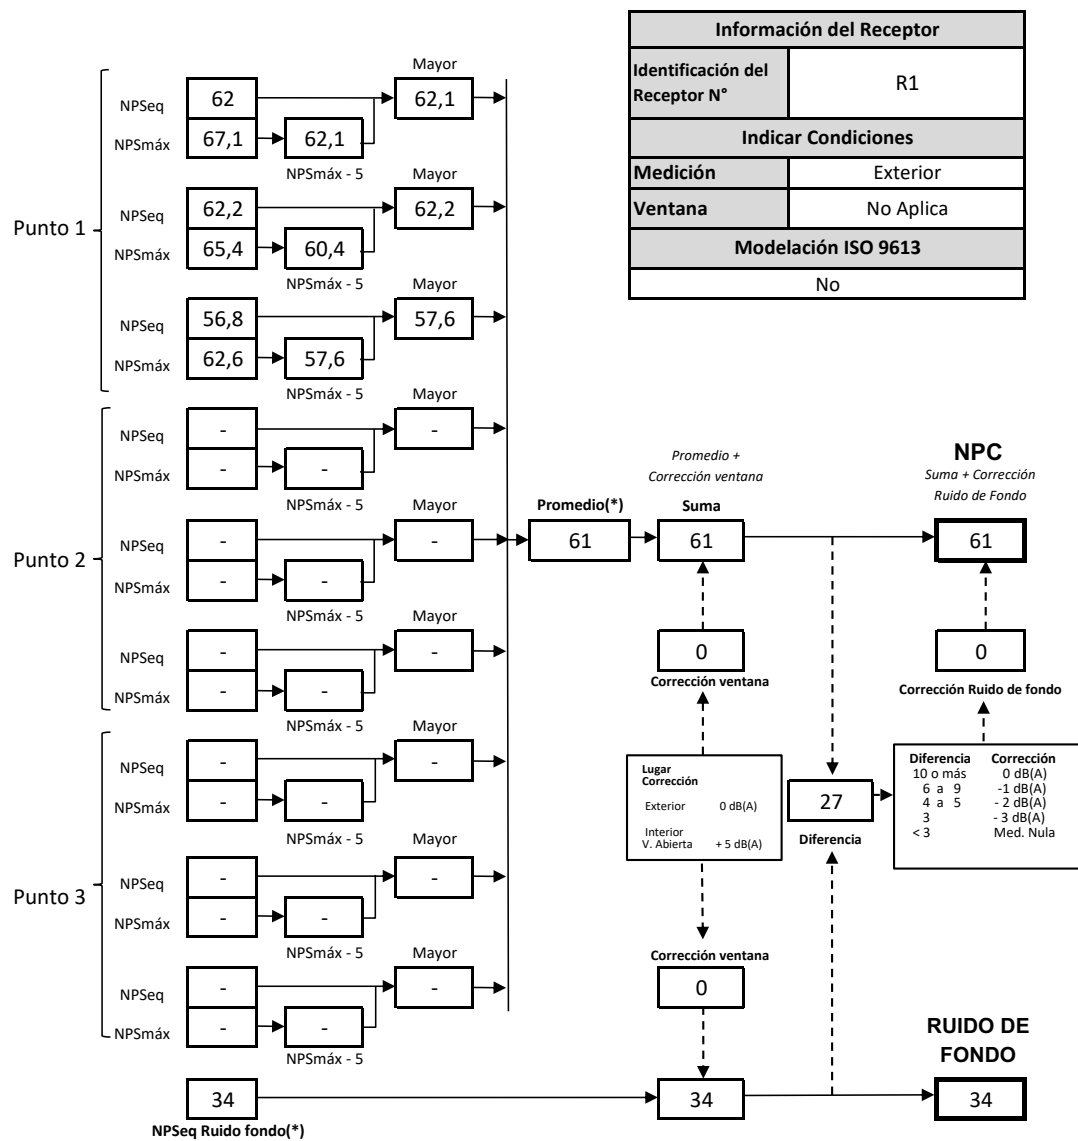 Información del Receptor
Identificación del Receptor N° R1
Indicar Condiciones
Medición Exterior
Ventana No Aplica
Modelación ISO 9613
No
Punto 1
Mayor
NPSeq 62 62,1
NPSmáx 67,1 62,1
NPSmáx - 5
Mayor
NPSeq 62,2 62,2
NPSmáx 65,4 60,4
NPSmáx - 5
Mayor
NPSeq 56,8 57,6
NPSmáx 62,6 57,6
NPSmáx - 5
Punto 2
Mayor
NPSeq - -
NPSmáx - -
NPSmáx - 5
Mayor
NPSeq - -
NPSmáx - -
NPSmáx - 5
Mayor
NPSeq - -
NPSmáx - -
NPSmáx - 5
Punto 3
Mayor
NPSeq - -
NPSmáx - -
NPSmáx - 5
Mayor
NPSeq - -
NPSmáx - -
NPSmáx - 5
Mayor
NPSeq - -
NPSmáx - -
NPSmáx - 5
34
NPSeq Ruido fondo(*)
Promedio(*)
61
Promedio +
Corrección ventana
Suma
61
0
Corrección ventana
Lugar
Corrección
Exterior 0 dB(A)
Interior
V. Abierta + 5 dB(A)
Corrección ventana
0
34
27
Diferencia
NPC
Suma + Corrección
Ruido de Fondo
61
0
Corrección Ruido de fondo
Diferencia Corrección
10 o más 0 dB(A)
6 a 9 -1 dB(A)
4 a 5 - 2 dB(A)
3 - 3 dB(A)
< 3 Med. Nula
RUIDO DE
FONDO
34